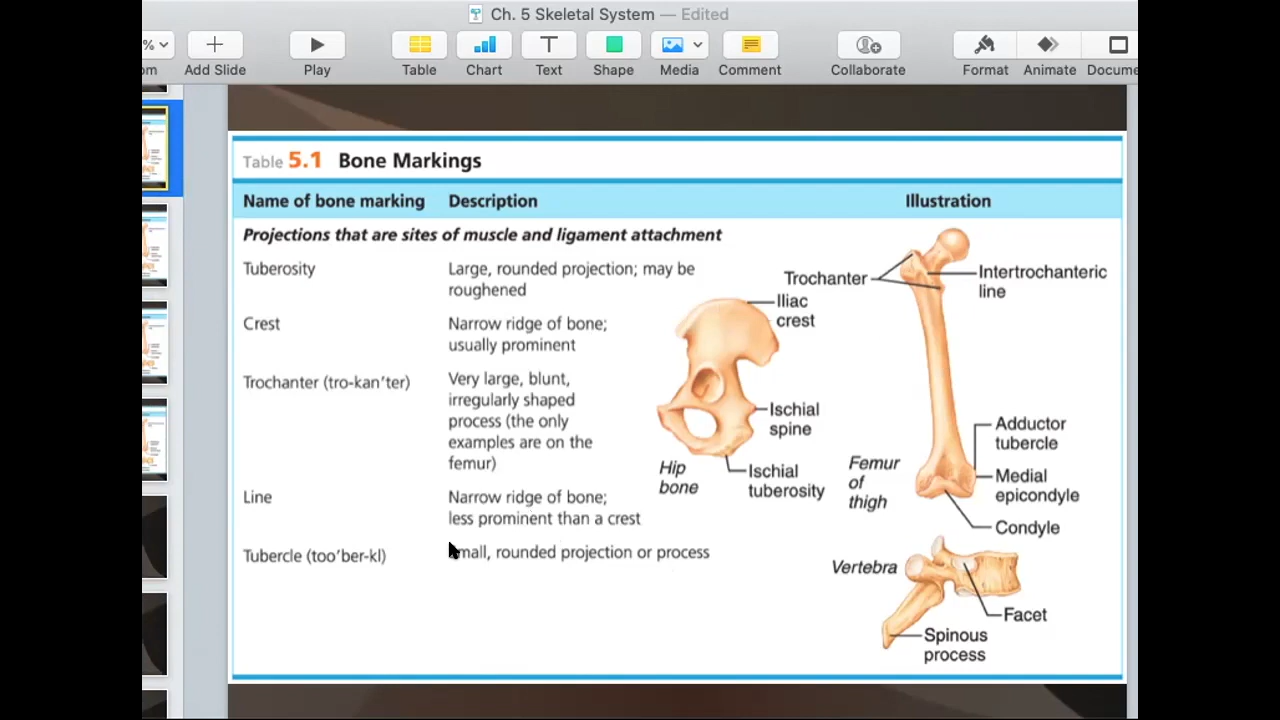 Ch. 5 Skeletal System — Edited
%
om
Add Slide
Play
Table
Chart
Text
Shape
Media
Comment
Collaborate
Format
Animate
Docume
Table 5.1 Bone Markings
Name of bone marking
Description
Illustration
Projections that are sites of muscle and ligment attachment
Tuberosity
Large, rounded projection; may be
roughened
Crest
Narrow ridge of bone;
usually prominent
Trochanter (tro-kan'ter)
Very large, blunt,
irregularly shaped
process (the only
examples are on the
femur)
Line
Narrow ridge of bone;
less prominent than a crest
Tubercle (too'ber-kl)
Small, rounded projection or process
Trochanter
Intertrochanteric
line
Iliac
crest
Ischial
spine
Ischial
tuberosity
Hip
bone
Femur
of
thigh
Adductor
tubercle
Medial
epicondyle
Condyle
Vertebra
Facet
Spinous
process